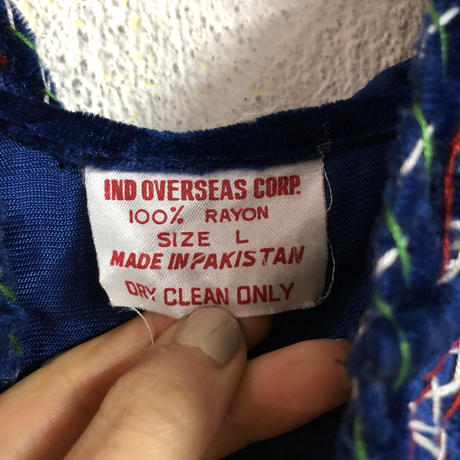 IND OVERSEAS CORP.
100% RAYON
SIZE L
MADE IN PAKISTAN
DRY CLEAN ONLY